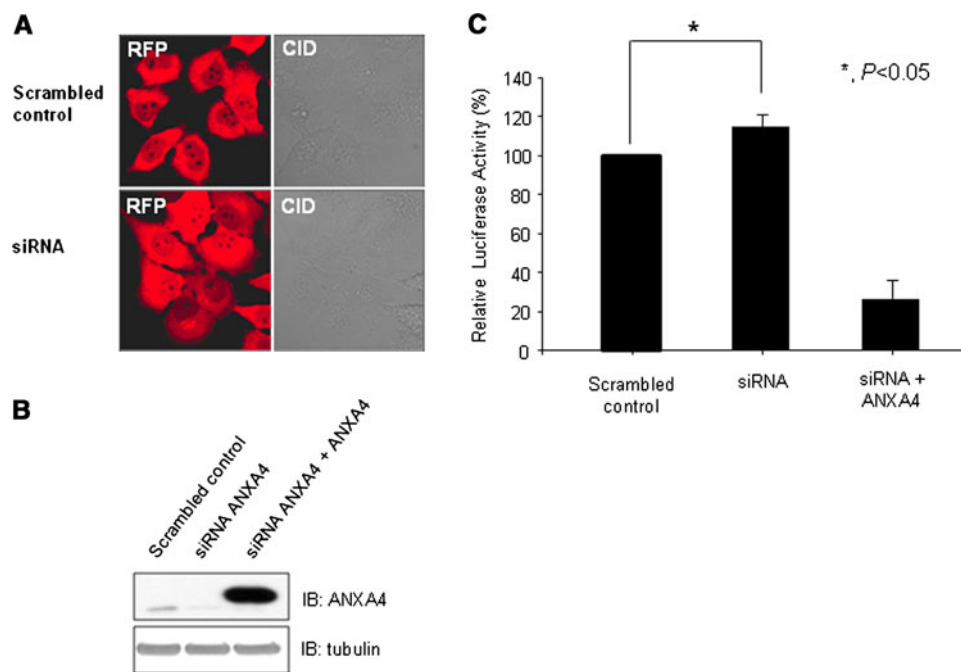 A
Scrambled
control
RFP
CID
siRNA
RFP
CID
B
Scrambled control
siRNA ANXA4
siRNA ANXA4 + ANXA4
IB: ANXA4
IB: tubulin
C
*
*, P<0.05
Relative Luciferase Activity (%)
140
120
100
80
60
40
20
0
Scrambled
control
siRNA
siRNA +
ANXA4